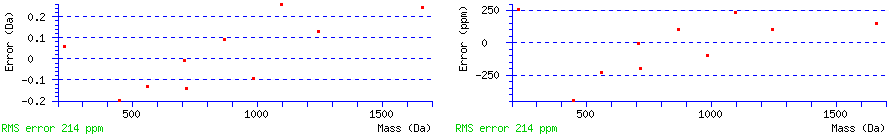 Error (Da)
0.2
0.1
0
-0.1
-0.2
500
1000
1500
RMS error 214 ppm
Mass (Da)
Error (ppm)
250
0
-250
500
1000
1500
RMS error 214 ppm
Mass (Da)